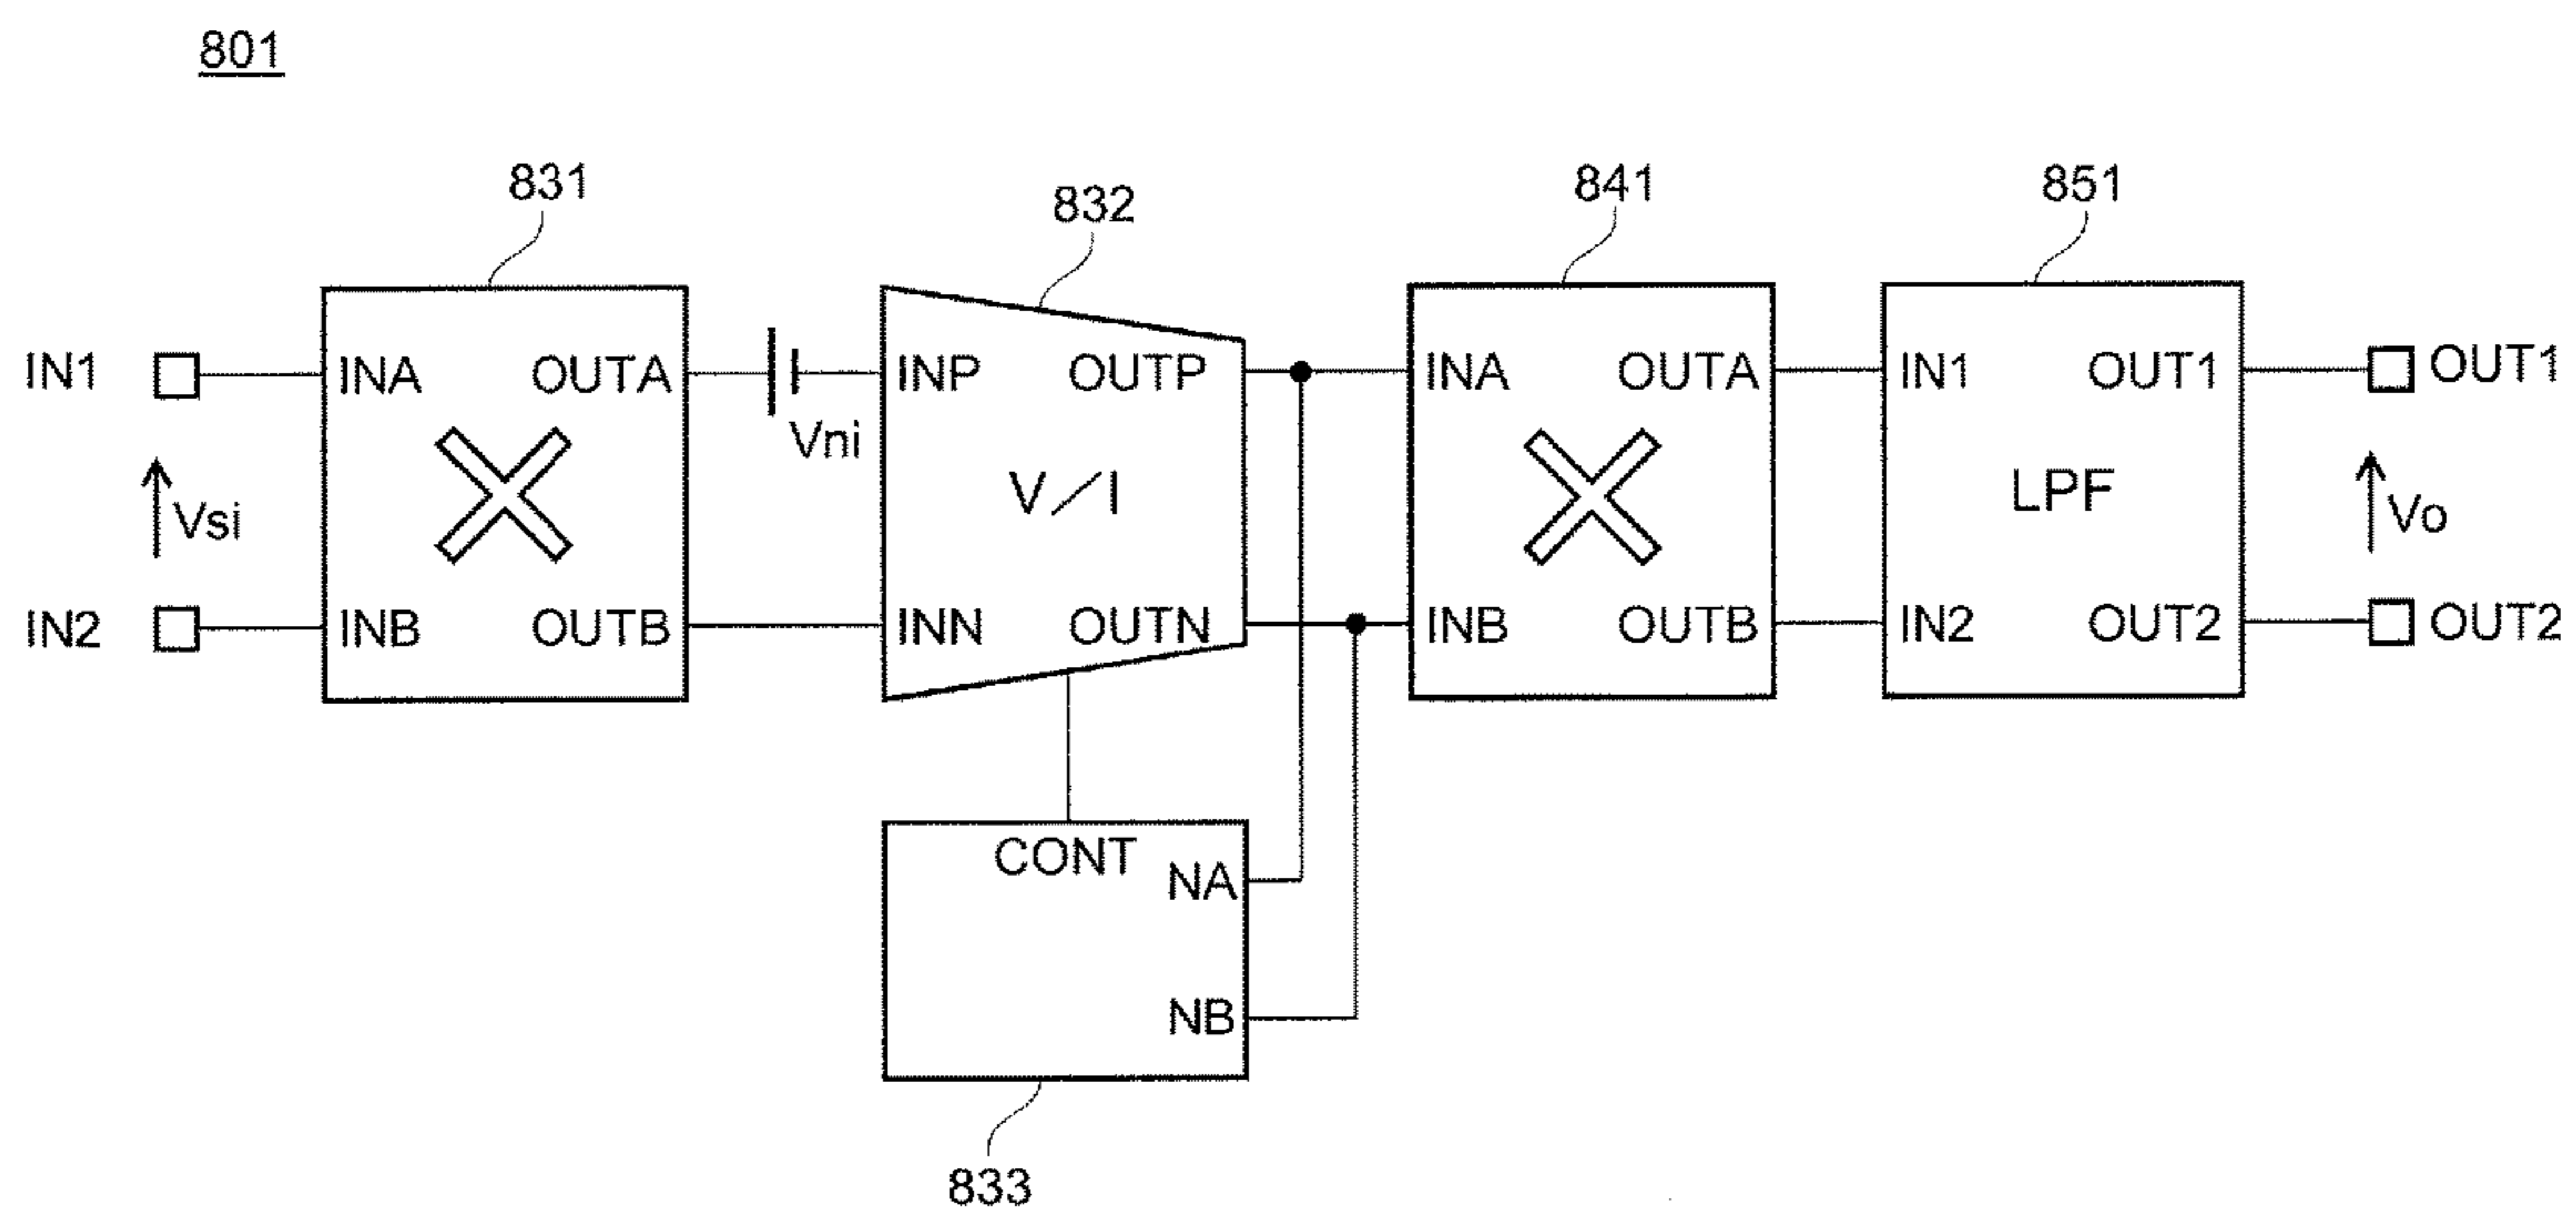 801
831
832
841
851
IN1
INA
OUTA
INP
OUTP
INA
OUTA
IN1
OUT1
OUT1
Vni
Vsi
V/I
LPF
Vo
IN2
INB
OUTB
INN
OUTN
INB
OUTB
IN2
OUT2
OUT2
CONT
NA
NB
833